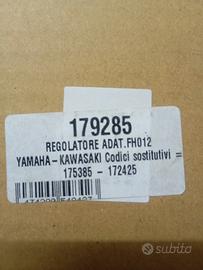 179285
REGOLATORE ADAT.FH012
YAMAHA-KAWASAKI Codici sostitutivi =
175385 - 172425
subito